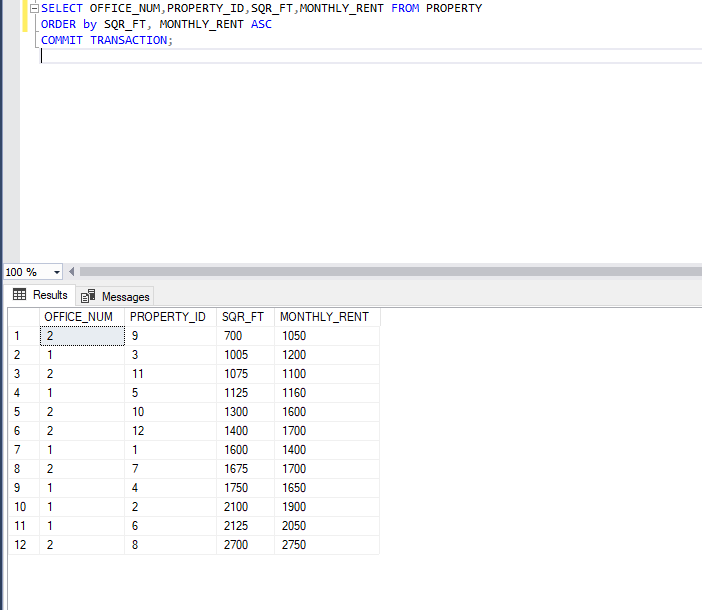 SELECT OFFICE_NUM,PROPERTY_ID,SQR_FT,MONTHLY_RENT FROM PROPERTY
ORDER by SQR_FT, MONTHLY_RENT ASC
COMMIT TRANSACTION;
100 %
Results Messages
OFFICE_NUM PROPERTY_ID SQR_FT MONTHLY_RENT
1 2 9 700 1050
2 1 3 1005 1200
3 2 11 1075 1100
4 1 5 1125 1160
5 2 10 1300 1600
6 2 12 1400 1700
7 1 1 1600 1400
8 2 7 1675 1700
9 1 4 1750 1650
10 1 2 2100 1900
11 1 6 2125 2050
12 2 8 2700 2750